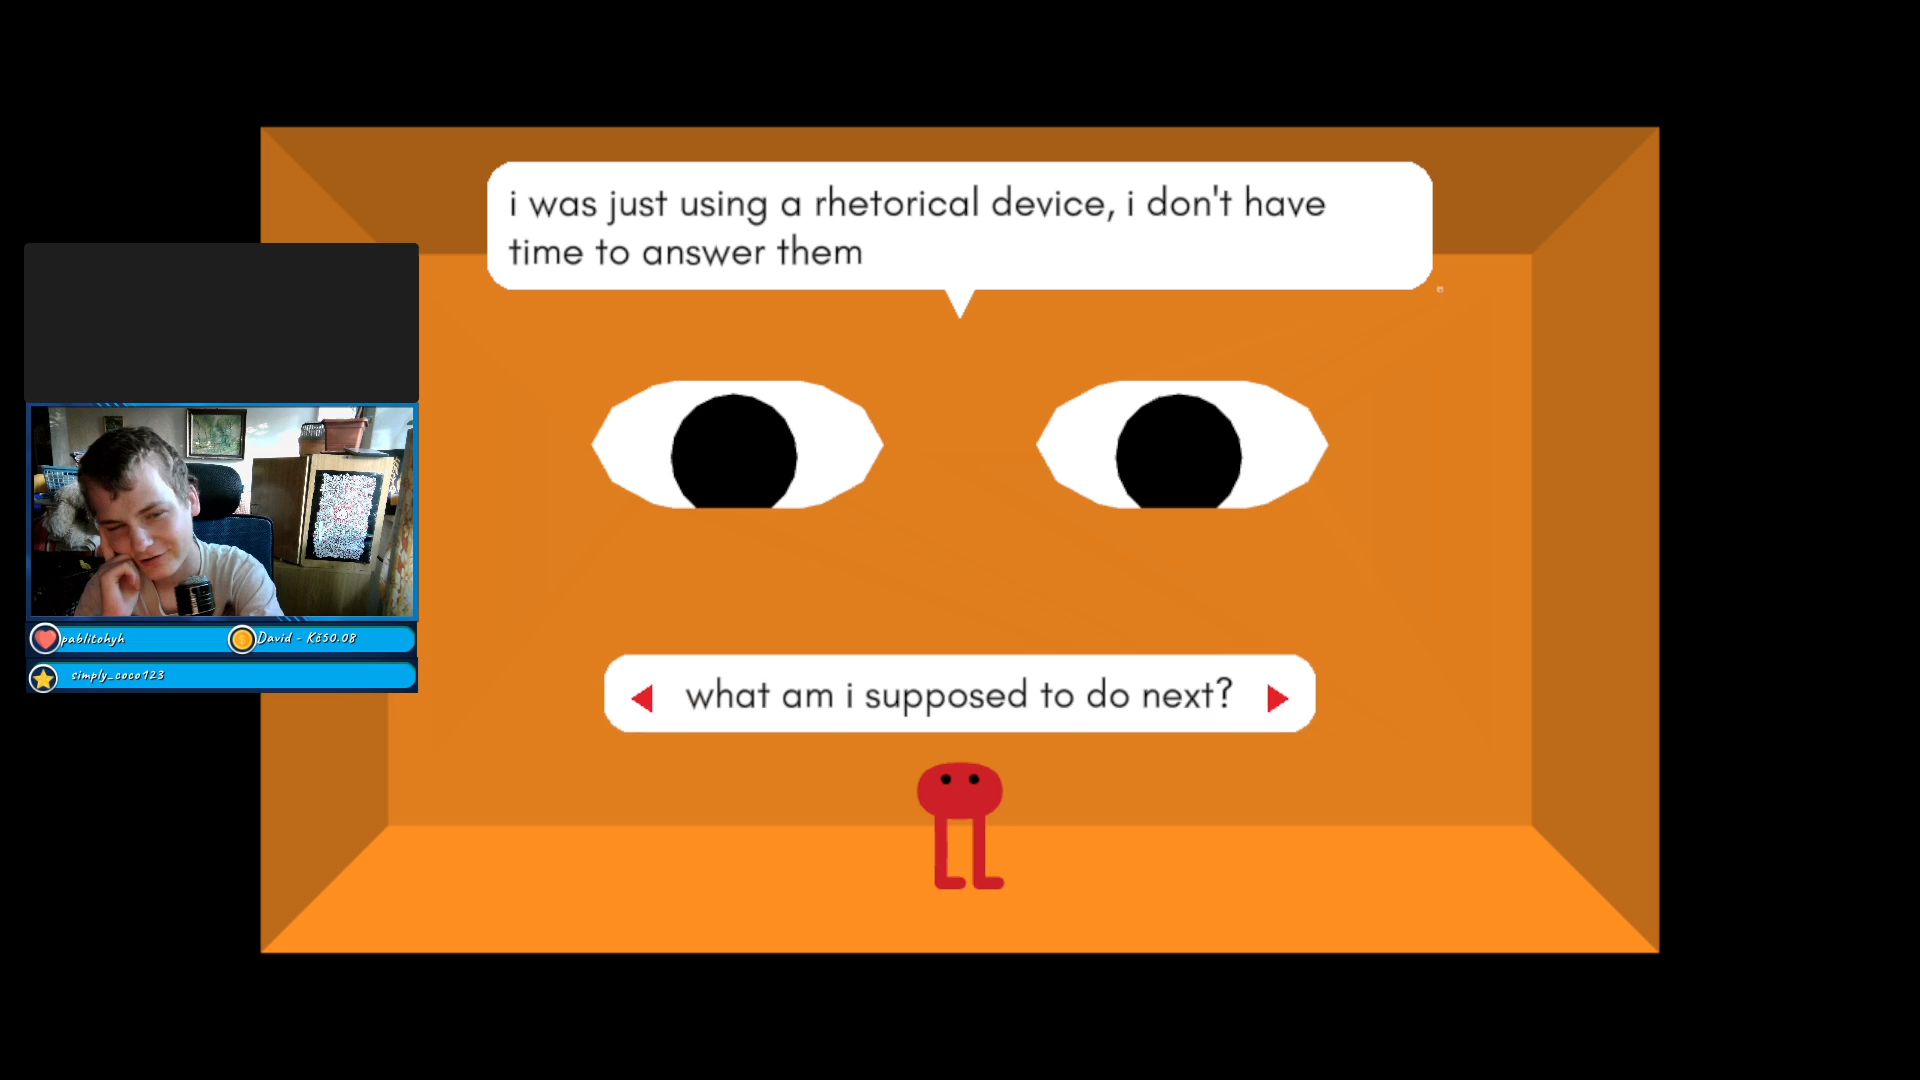 i was just using a rhetorical device, i don't have
time to answer them
what am i supposed to do next?
pablitohyh
David - Kč50.08
simply_coco123